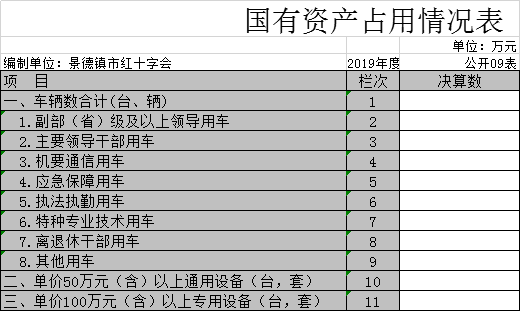 国有资产占用情况表
单位：万元
编制单位：景德镇市红十字会 2019年度 公开09表
项 目 栏次 决算数
一、车辆数合计(台、辆) 1
1.副部（省）级及以上领导用车 2
2.主要领导干部用车 3
3.机要通信用车 4
4.应急保障用车 5
5.执法执勤用车 6
6.特种专业技术用车 7
7.离退休干部用车 8
8.其他用车 9
二、单价50万元（含）以上通用设备（台，套） 10
三、单价100万元（含）以上专用设备（台，套） 11